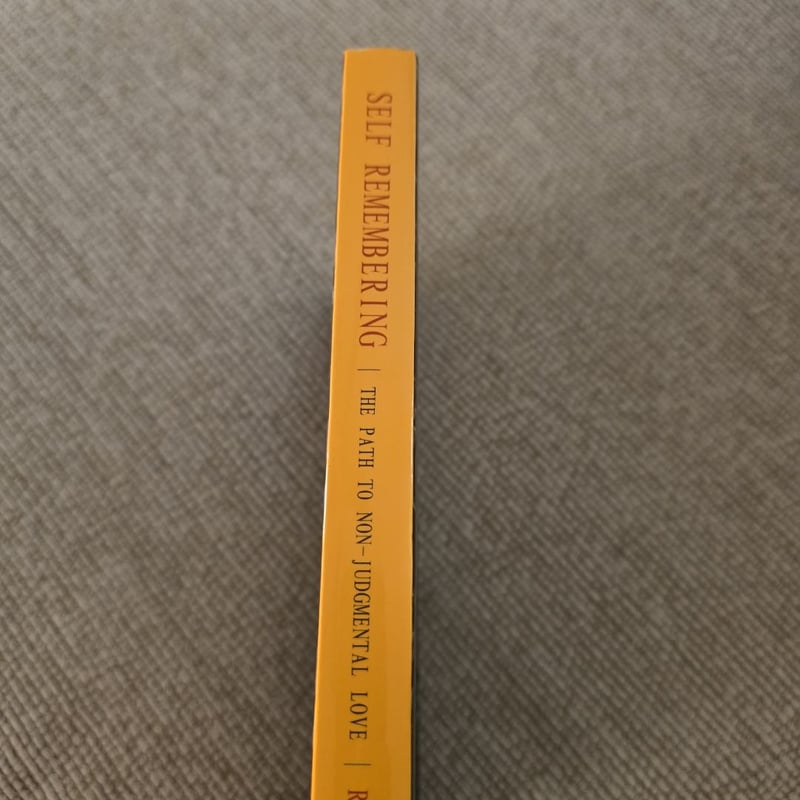 SELF REMEMBERING | THE PATH TO NON-JUDGMENTAL LOVE | R